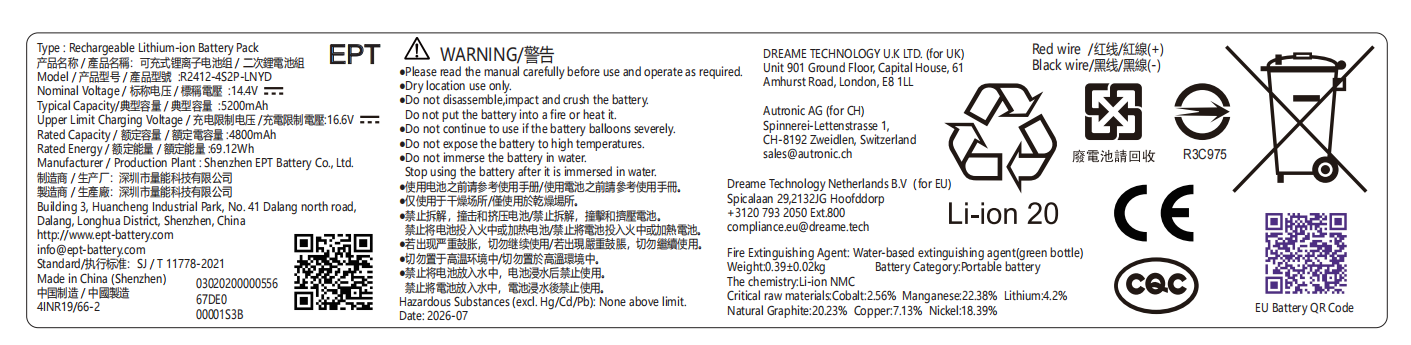 Type : Rechargeable Lithium-ion Battery Pack
产品名称 / 產品名稱：可充式锂离子电池组 / 二次鋰電池組
Model / 产品型号 / 產品型號 :R2412-4S2P-LNYD
Nominal Voltage / 标称电压 / 標稱電壓 :14.4V
Typical Capacity/典型容量 / 典型容量 :5200mAh
Upper Limit Charging Voltage / 充电限制电压 /充電限制電壓:16.6V
Rated Capacity / 额定容量 / 額定電容量 :4800mAh
Rated Energy / 额定能量 / 額定能量 :69.12Wh
Manufacturer / Production Plant : Shenzhen EPT Battery Co., Ltd.
制造商 / 生产厂：深圳市量能科技有限公司
製造商 / 生產廠：深圳市量能科技有限公司
Building 3, Huancheng Industrial Park, No. 41 Dalang north road,
Dalang, Longhua District, Shenzhen, China
http://www.ept-battery.com
info@ept-battery.com
Standard/执行标准：SJ / T 11778-2021
Made in China (Shenzhen)
中国制造 / 中國製造
4INR19/66-2
EPT
03020200000556
67DE0
00001S3B
WARNING/警告
●Please read the manual carefully before use and operate as required.
●Dry location use only.
●Do not disassemble,impact and crush the battery.
Do not put the battery into a fire or heat it.
●Do not continue to use if the battery balloons severely.
●Do not expose the battery to high temperatures.
●Do not immerse the battery in water.
Stop using the battery after it is immersed in water.
●使用电池之前请参考使用手册/使用電池之前請參考使用手冊。
●仅使用于干燥场所/僅使用於乾燥場所。
●禁止拆解，撞击和挤压电池/禁止拆解，撞擊和擠壓電池。
禁止将电池投入火中或加热电池/禁止將電池投入火中或加熱電池。
●若出现严重鼓胀，切勿继续使用/若出現嚴重鼓脹，切勿繼續使用。
●切勿置于高温环境中/切勿置於高溫環境中。
●禁止将电池放入水中，电池浸水后禁止使用。
禁止將電池放入水中，電池浸水後禁止使用。
Hazardous Substances (excl. Hg/Cd/Pb): None above limit.
Date: 2026-07
DREAME TECHNOLOGY U.K LTD. (for UK)
Unit 901 Ground Floor, Capital House, 61
Amhurst Road, London, E8 1LL
Autronic AG (for CH)
Spinnerei-Lettenstrasse 1,
CH-8192 Zweidlen, Switzerland
sales@autronic.ch
Dreame Technology Netherlands B.V (for EU)
Spicalaan 29,2132JG Hoofddorp
+3120 793 2050 Ext.800
compliance.eu@dreame.tech
Fire Extinguishing Agent: Water-based extinguishing agent(green bottle)
Weight:0.39±0.02kg Battery Category:Portable battery
The chemistry:Li-ion NMC
Critical raw materials:Cobalt:2.56% Manganese:22.38% Lithium:4.2%
Natural Graphite:20.23% Copper:7.13% Nickel:18.39%
Red wire /红线/紅線(+)
Black wire/黑线/黑線(-)
Li-ion 20
廢電池請回收
R3C975
CE
CQC
EU Battery QR Code